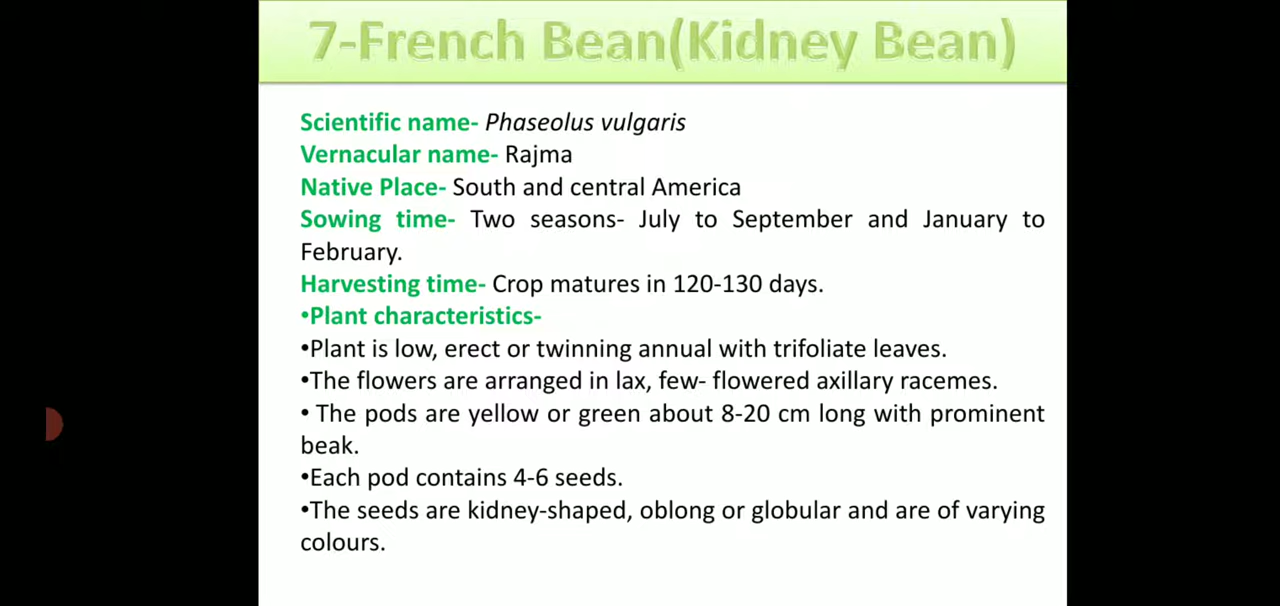 7-French Bean(Kidney Bean)
Scientific name- Phaseolus vulgaris
Vernacular name- Rajma
Native Place- South and central America
Sowing time- Two seasons- July to September and January to
February.
Harvesting time- Crop matures in 120-130 days.
•Plant characteristics-
•Plant is low, erect or twinning annual with trifoliate leaves.
•The flowers are arranged in lax, few- flowered axillary racemes.
• The pods are yellow or green about 8-20 cm long with prominent
beak.
•Each pod contains 4-6 seeds.
•The seeds are kidney-shaped, oblong or globular and are of varying
colours.